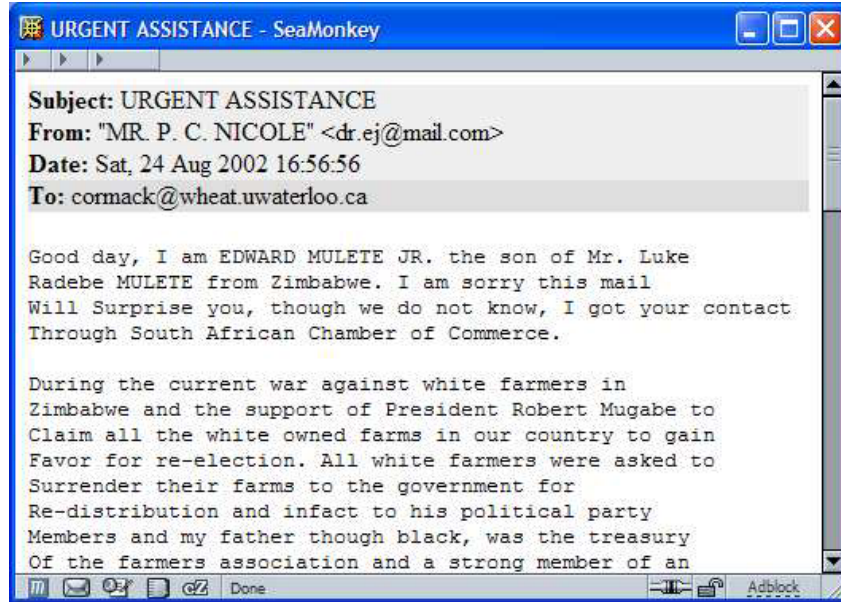 URGENT ASSISTANCE - SeaMonkey
Subject: URGENT ASSISTANCE
From: "MR. P. C. NICOLE" <dr.ej@mail.com>
Date: Sat, 24 Aug 2002 16:56:56
To: cormack@wheat.uwaterloo.ca
Good day, I am EDWARD MULETE JR. the son of Mr. Luke
Radebe MULETE from Zimbabwe. I am sorry this mail
Will Surprise you, though we do not know, I got your contact
Through South African Chamber of Commerce.
During the current war against white farmers in
Zimbabwe and the support of President Robert Mugabe to
Claim all the white owned farms in our country to gain
Favor for re-election. All white farmers were asked to
Surrender their farms to the government for
Re-distribution and infact to his political party
Members and my father though black, was the treasury
Of the farmers association and a strong member of an
Done Adblock